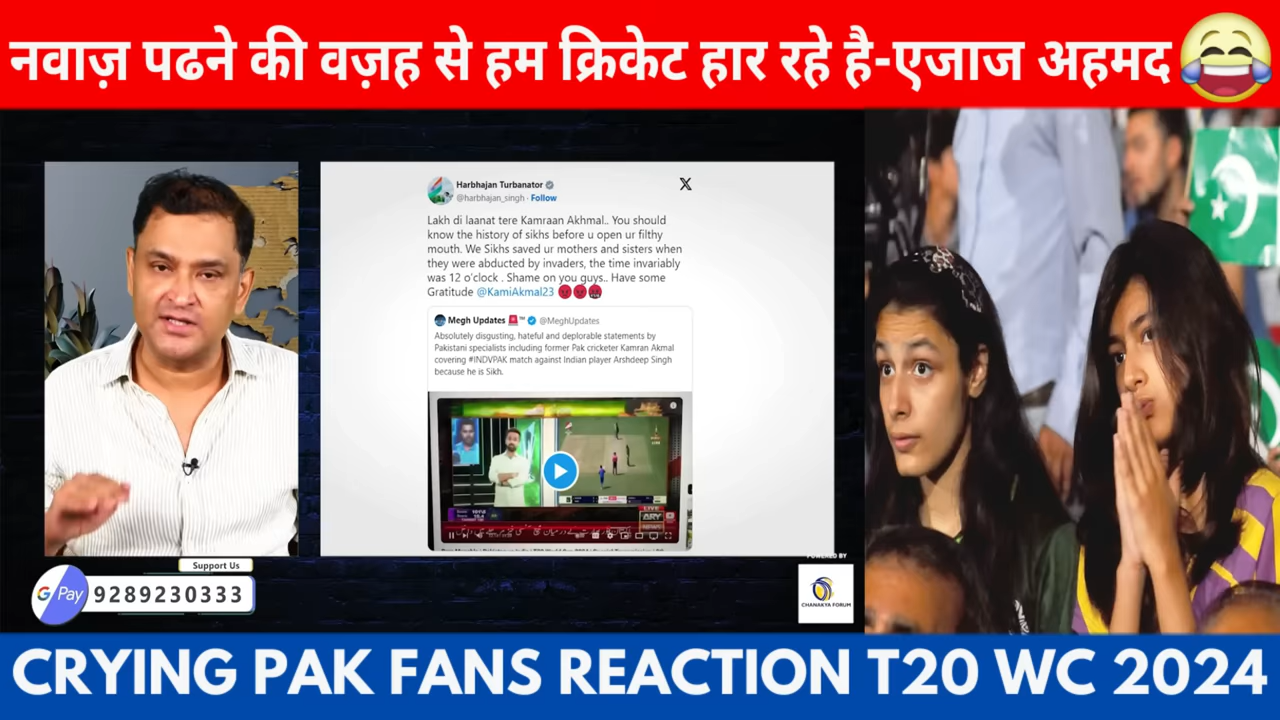 नवाज़ पढने की वज़ह से हम क्रिकेट हार रहे है-एजाज अहमद
Harbhajan Turbanator
@harbhajan_singh · Follow
Lakh di laanat tere Kamraan Akhmal.. You should
know the history of sikhs before u open ur filthy
mouth. We Sikhs saved ur mothers and sisters when
they were abducted by invaders, the time invariably
was 12 o'clock . Shame on you guys.. Have some
Gratitude @KamiAkmal23
Megh Updates ™ @MeghUpdates
Absolutely disgusting, hateful and deplorable statements by
Pakistani specialists including former Pak cricketer Kamran Akmal
covering #INDVPAK match against Indian player Arshdeep Singh
because he is Sikh.
LIVE
ARY
NEWS
Support Us
G Pay 9289230333
POWERED BY
CHANAKYA FORUM
CRYING PAK FANS REACTION T20 WC 2024